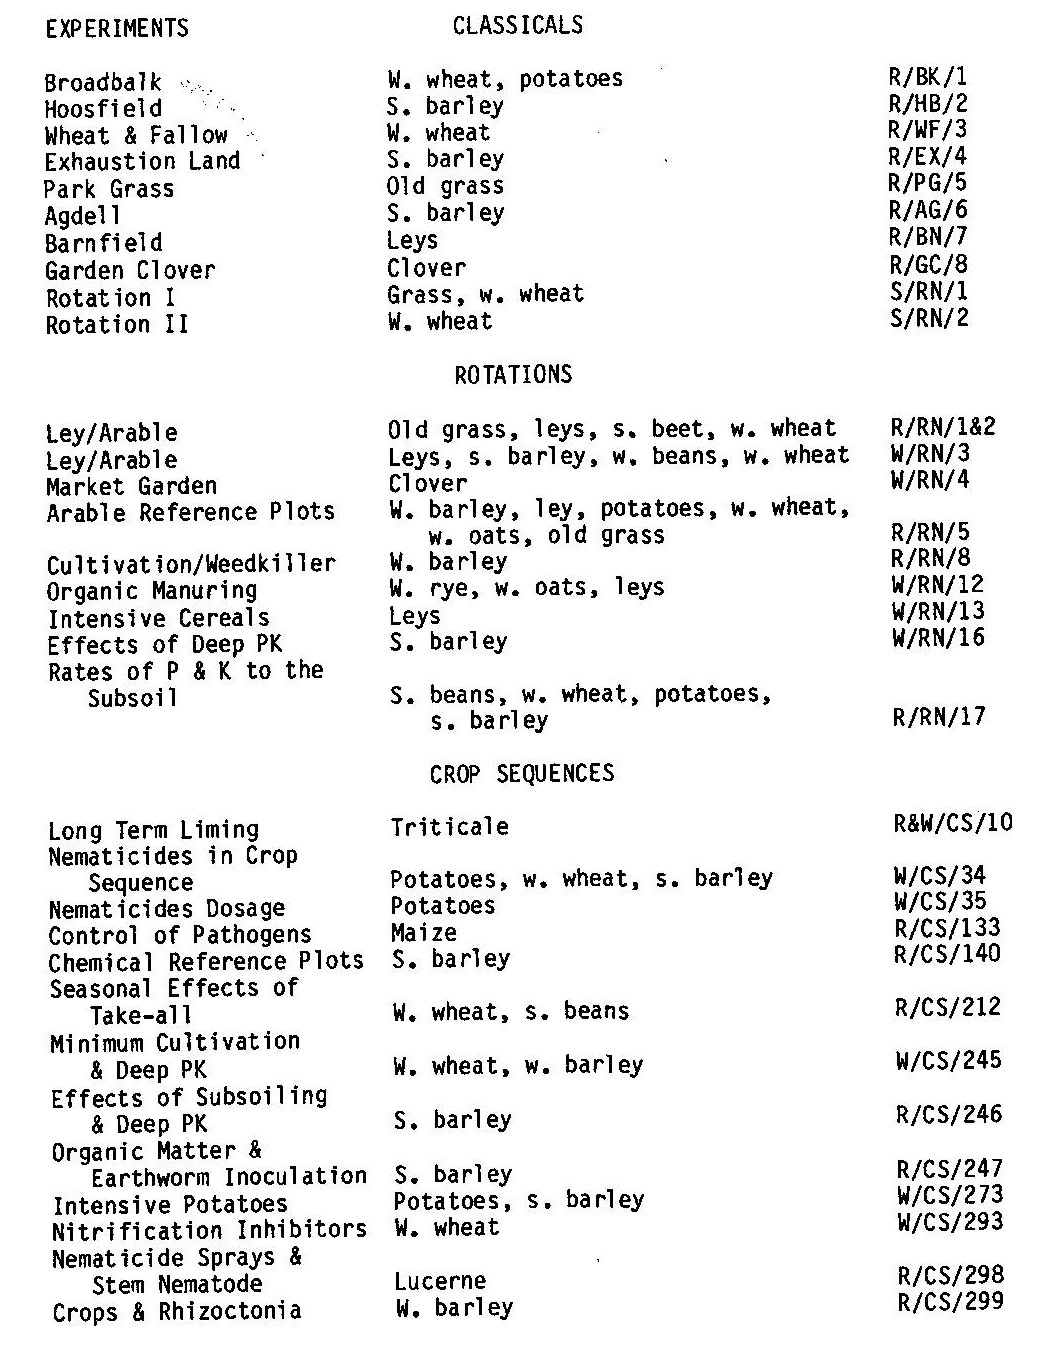 EXPERIMENTS CLASSICALS
Broadbalk W. wheat, potatoes R/BK/1
Hoosfield S. barley R/HB/2
Wheat & Fallow W. wheat R/WF/3
Exhaustion Land S. barley R/EX/4
Park Grass Old grass R/PG/5
Agdell S. barley R/AG/6
Barnfield Leys R/BN/7
Garden Clover Clover R/GC/8
Rotation I Grass, w. wheat S/RN/1
Rotation II W. wheat S/RN/2
ROTATIONS
Ley/Arable Old grass, leys, s. beet, w. wheat R/RN/1&2
Ley/Arable Leys, s. barley, w. beans, w. wheat W/RN/3
Market Garden Clover W/RN/4
Arable Reference Plots W. barley, ley, potatoes, w. wheat,
w. oats, old grass R/RN/5
Cultivation/Weedkiller W. barley R/RN/8
Organic Manuring W. rye, w. oats, leys W/RN/12
Intensive Cereals Leys W/RN/13
Effects of Deep PK S. barley W/RN/16
Rates of P & K to the
Subsoil S. beans, w. wheat, potatoes,
s. barley R/RN/17
CROP SEQUENCES
Long Term Liming Triticale R&W/CS/10
Nematicides in Crop
Sequence Potatoes, w. wheat, s. barley W/CS/34
Nematicides Dosage Potatoes W/CS/35
Control of Pathogens Maize R/CS/133
Chemical Reference Plots S. barley R/CS/140
Seasonal Effects of
Take-all W. wheat, s. beans R/CS/212
Minimum Cultivation
& Deep PK W. wheat, w. barley W/CS/245
Effects of Subsoiling
& Deep PK S. barley R/CS/246
Organic Matter &
Earthworm Inoculation S. barley R/CS/247
Intensive Potatoes Potatoes, s. barley W/CS/273
Nitrification Inhibitors W. wheat W/CS/293
Nematicide Sprays &
Stem Nematode Lucerne R/CS/298
Crops & Rhizoctonia W. barley R/CS/299